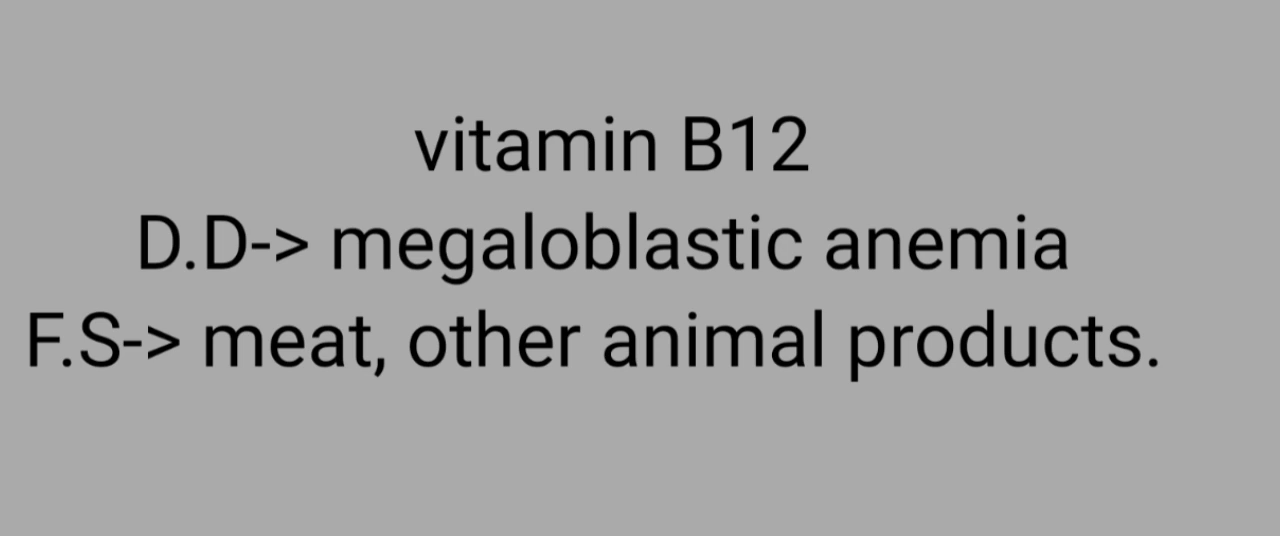 vitamin B12
D.D-> megaloblastic anemia
F.S-> meat, other animal products.